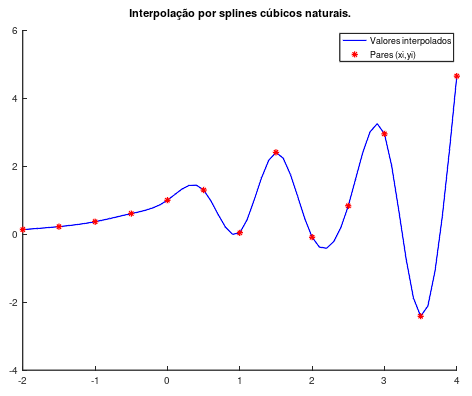 Interpolação por splines cúbicos naturais.
6
Valores interpolados
Pares (xi,yi)
4
2
0
-2
-4
-2 -1 0 1 2 3 4